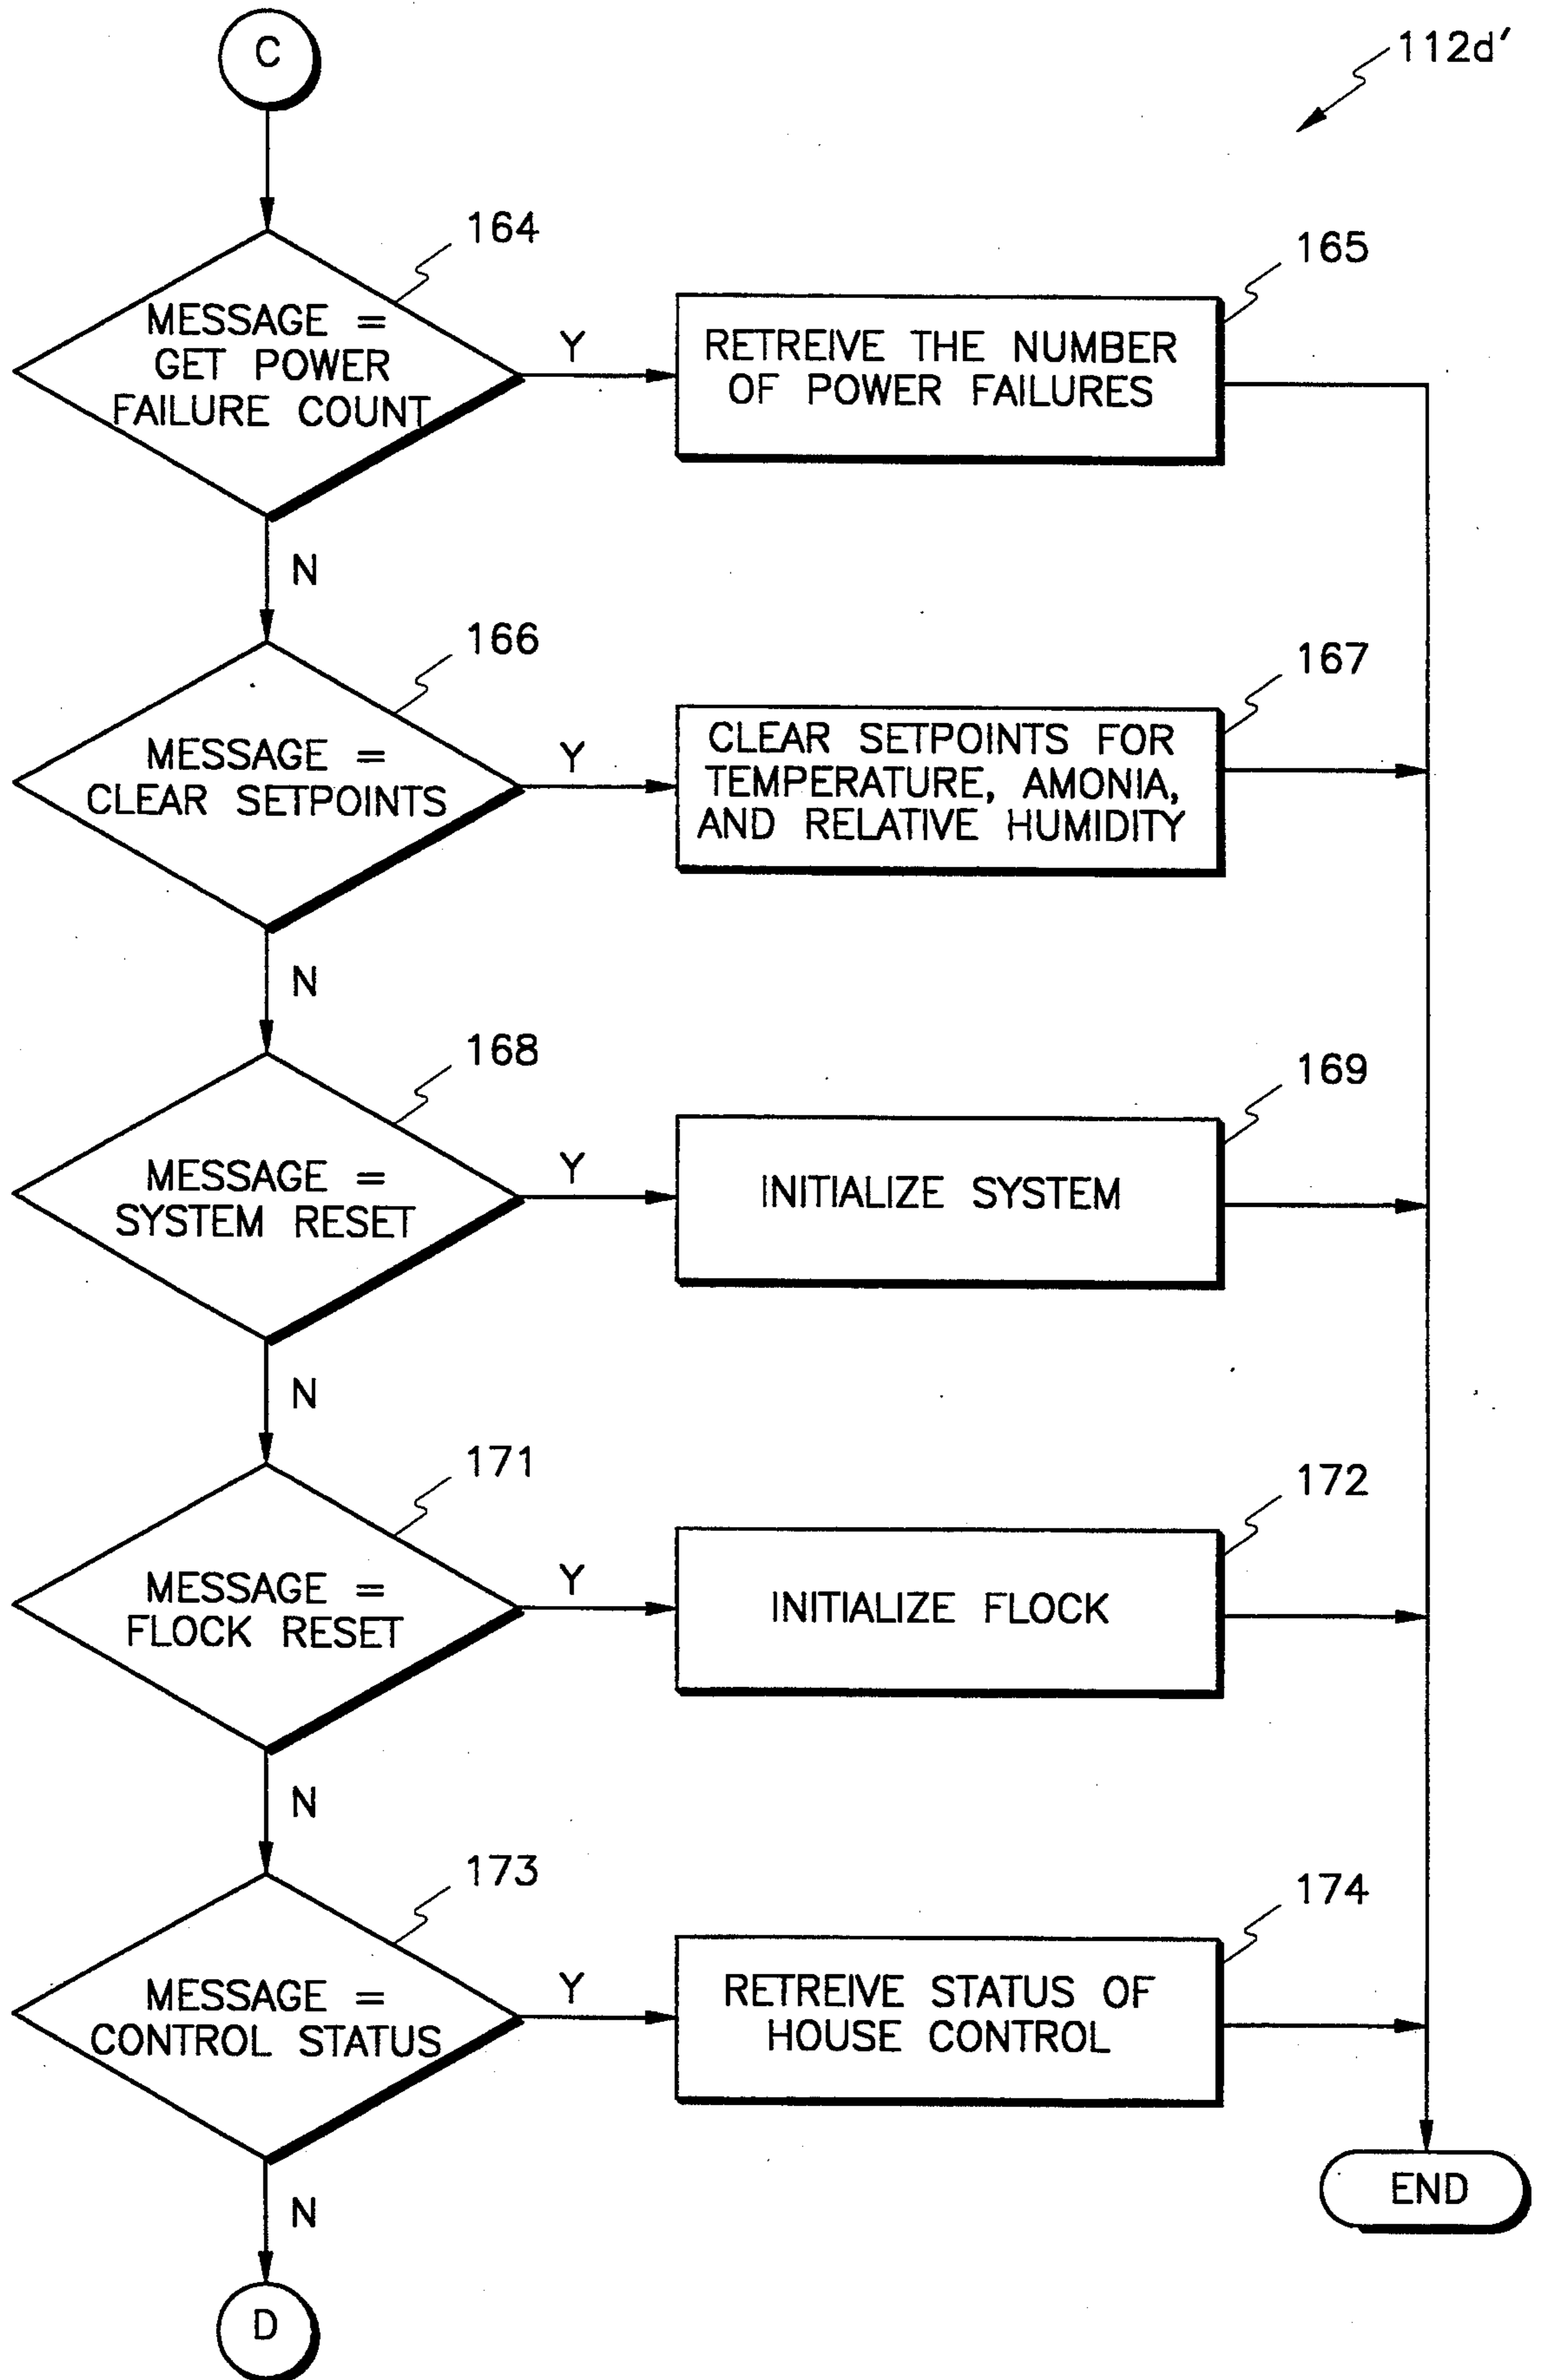 C
112d'
164
MESSAGE =
GET POWER
FAILURE COUNT
Y
165
RETREIVE THE NUMBER
OF POWER FAILURES
N
166
MESSAGE =
CLEAR SETPOINTS
Y
167
CLEAR SETPOINTS FOR
TEMPERATURE, AMONIA,
AND RELATIVE HUMIDITY
N
168
MESSAGE =
SYSTEM RESET
Y
169
INITIALIZE SYSTEM
N
171
MESSAGE =
FLOCK RESET
Y
172
INITIALIZE FLOCK
N
173
MESSAGE =
CONTROL STATUS
Y
174
RETREIVE STATUS OF
HOUSE CONTROL
N
END
D